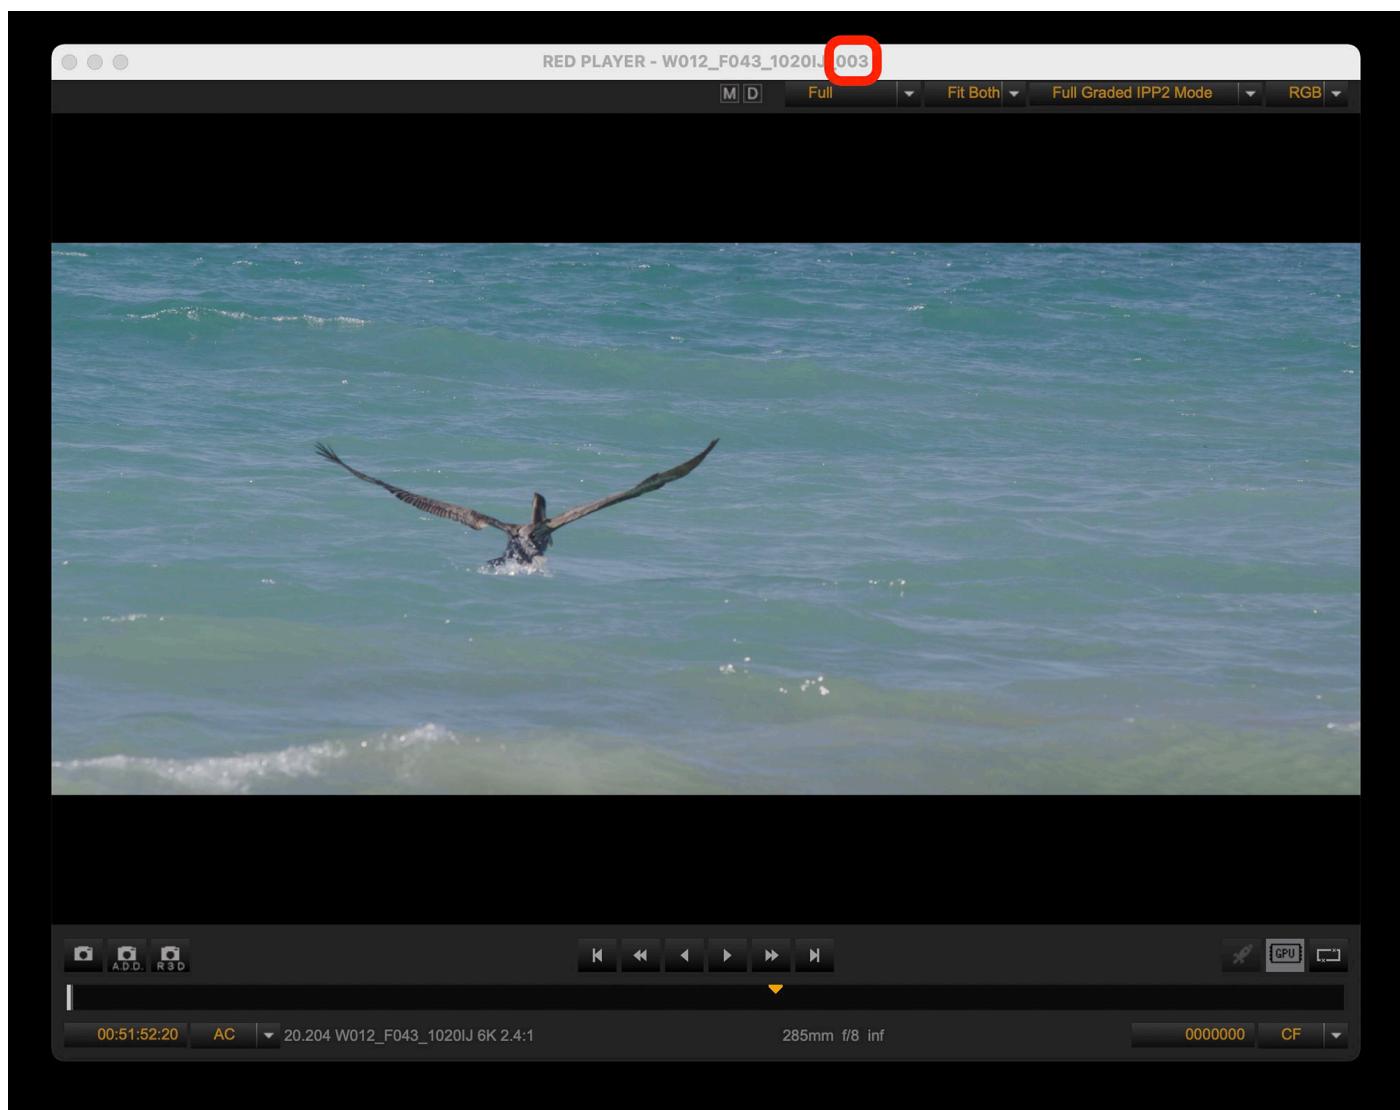 RED PLAYER - W012_F043_1020IJ_003
M D Full Fit Both Full Graded IPP2 Mode RGB
A.D.D. R3D GPU
00:51:52:20 AC 20.204 W012_F043_1020IJ 6K 2.4:1 285mm f/8 inf 0000000 CF